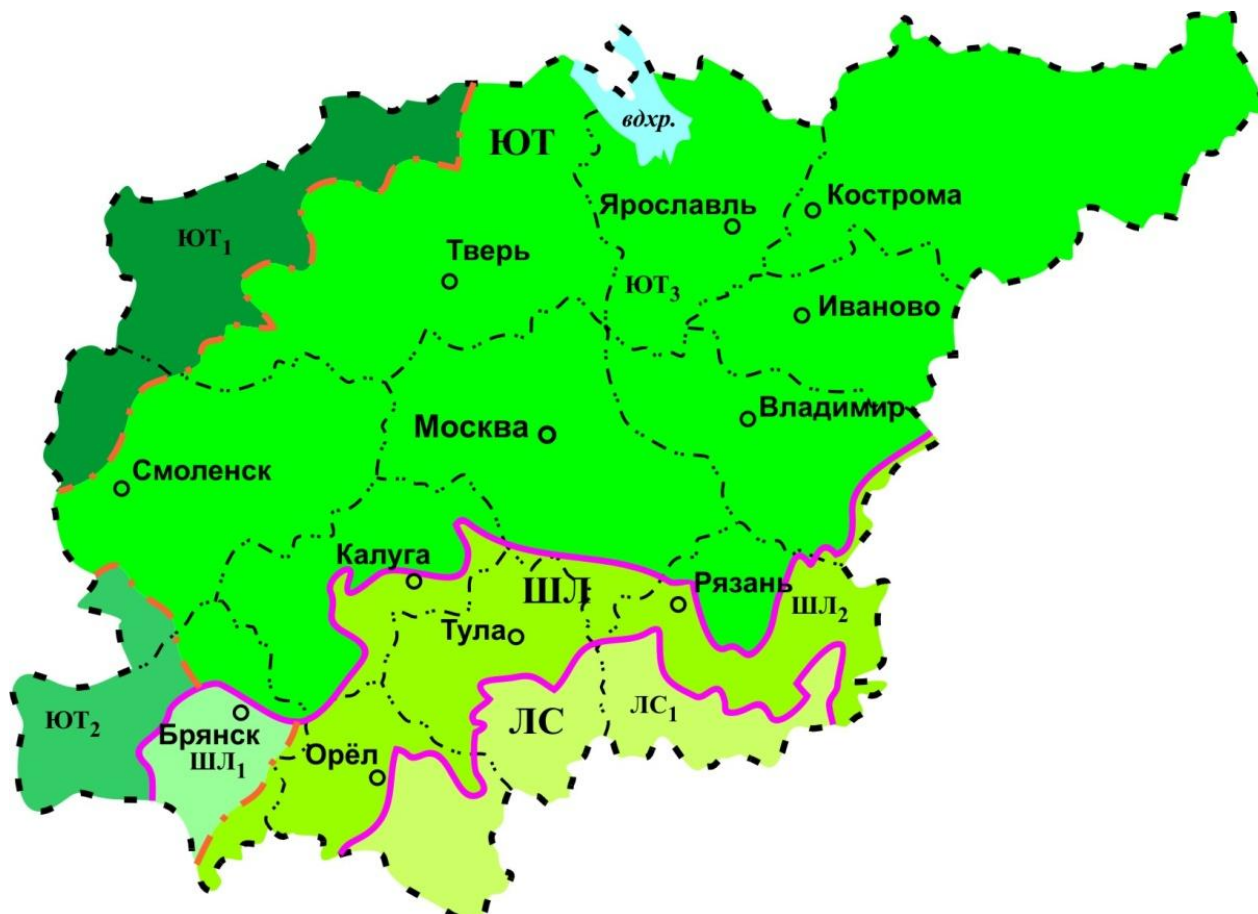 вдхр.
ЮТ
Ярославль
Кострома
ЮТ1
Тверь
ЮТ3
Иваново
Москва
Владимир
Смоленск
Калуга
ШЛ
Рязань
ШЛ2
Тула
ЮТ2
Брянск
ШЛ1
Орёл
ЛС
ЛС1